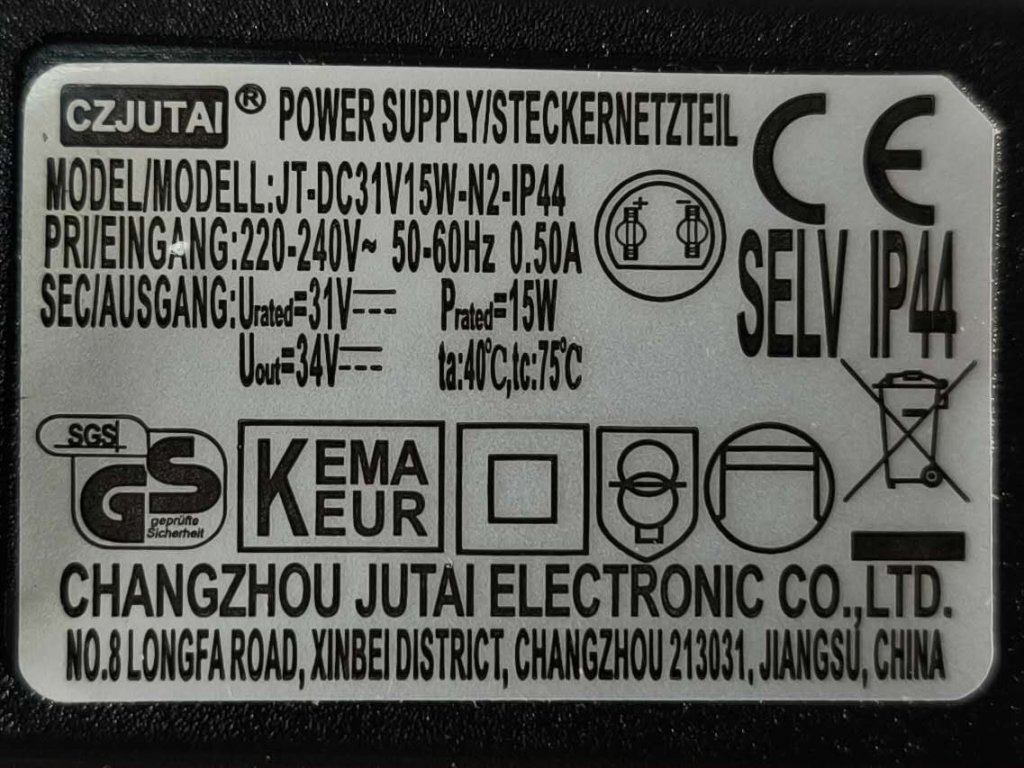 CZJUTAI® POWER SUPPLY/STECKERNETZTEIL
MODEL/MODELL:JT-DC31V15W-N2-IP44
PRI/EINGANG:220-240V~ 50-60Hz 0.50A
SEC/AUSGANG:Urated=31V⎓ Prated=15W
Uout=34V⎓ ta:40℃,tc:75℃
+ -
CE
SELV IP44
SGS
GS
geprüfte
Sicherheit
KEMA
KEUR
CHANGZHOU JUTAI ELECTRONIC CO.,LTD.
NO.8 LONGFA ROAD, XINBEI DISTRICT, CHANGZHOU 213031, JIANGSU, CHINA